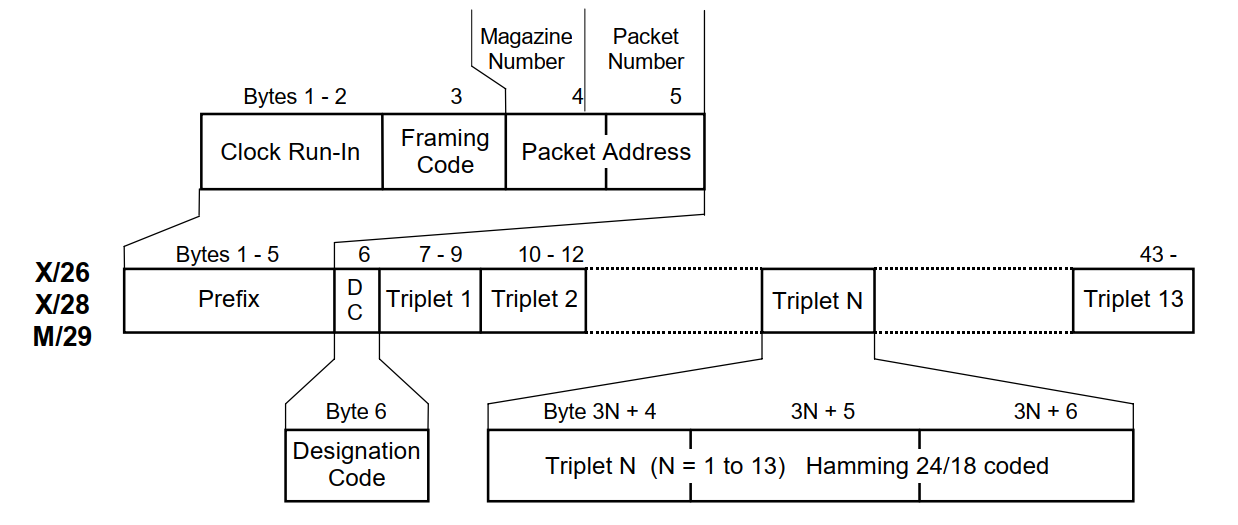 Magazine Number
Packet Number
Bytes 1 - 2
3
4
5
Clock Run-In
Framing Code
Packet Address
Bytes 1 - 5
6
7 - 9
10 - 12
43 -
X/26
X/28
M/29
Prefix
D C
Triplet 1
Triplet 2
Triplet N
Triplet 13
Byte 6
Byte 3N + 4
3N + 5
3N + 6
Designation Code
Triplet N (N = 1 to 13) Hamming 24/18 coded